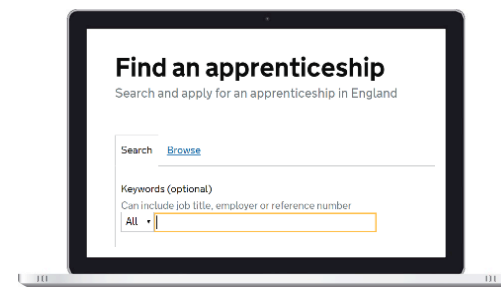 Find an apprenticeship
Search and apply for an apprenticeship in England
Search Browse
Keywords (optional)
Can include job title, employer or reference number
All